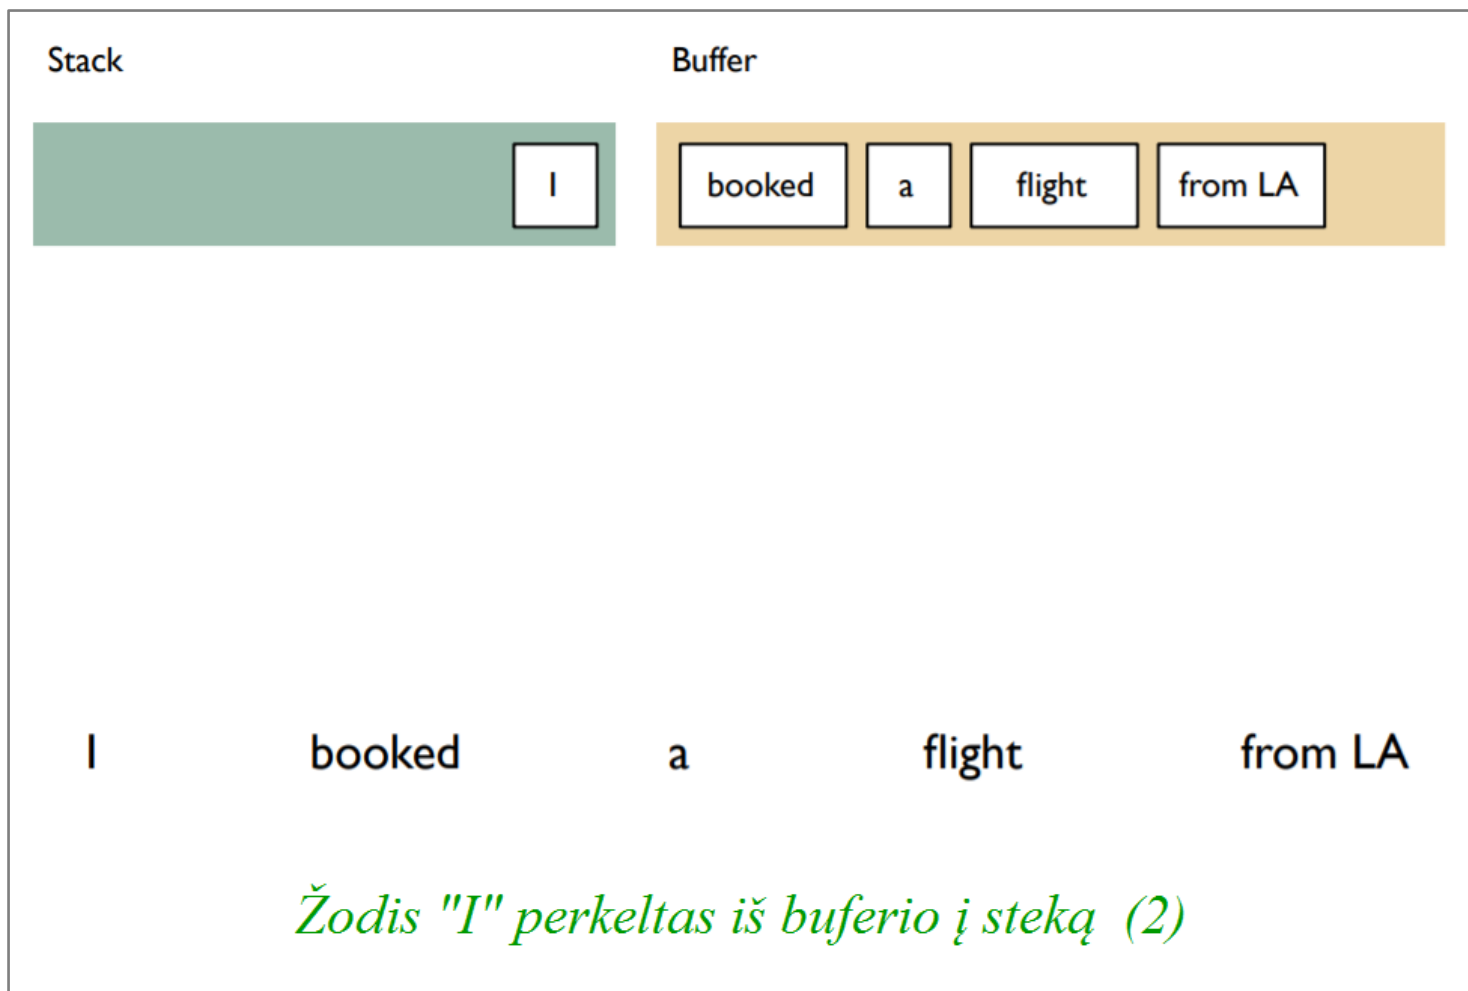 Stack Buffer
I booked a flight from LA
I booked a flight from LA
Žodis "I" perkeltas iš buferio į steką (2)